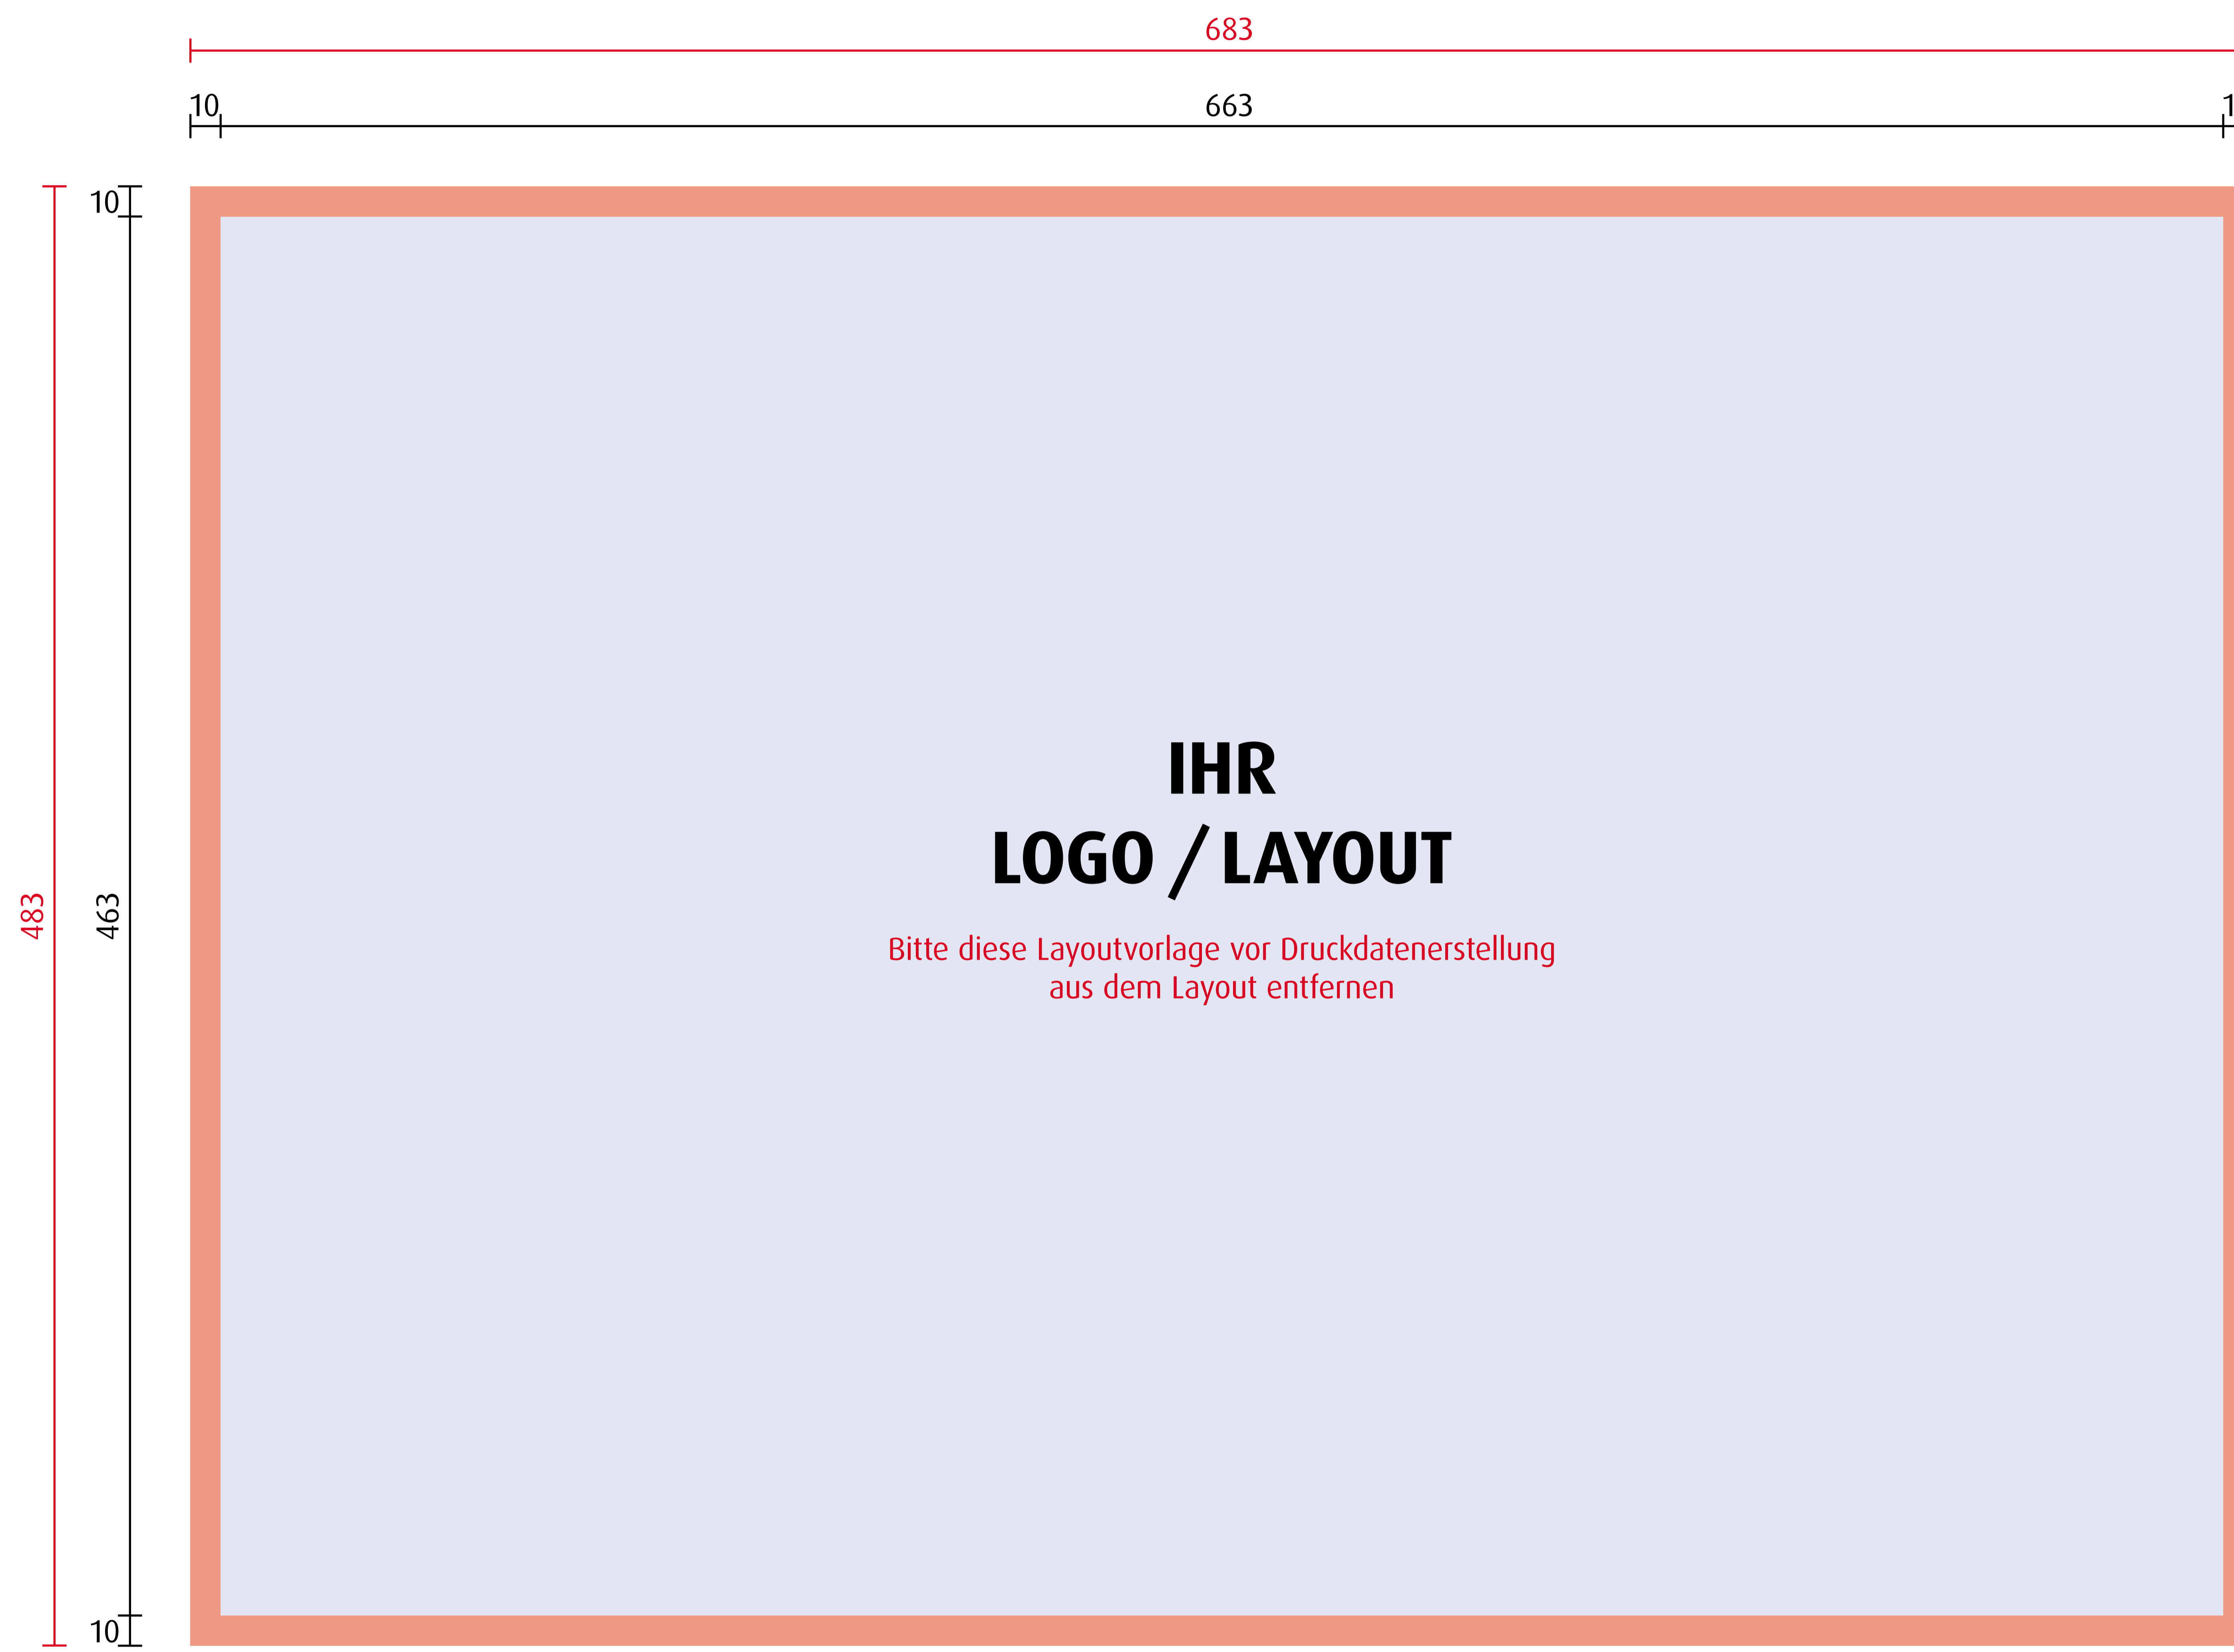 683
10 663
10
IHR
LOGO / LAYOUT
483
463
Bitte diese Layoutvorlage vor Druckdatenerstellung
aus dem Layout entfernen
10